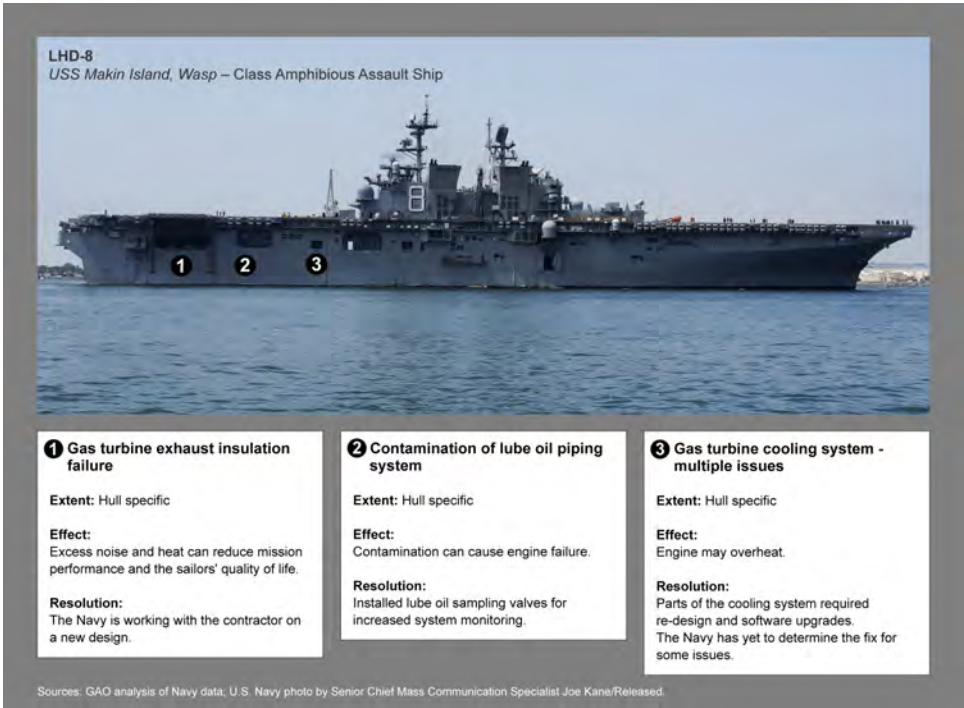 LHD-8
USS Makin Island, Wasp – Class Amphibious Assault Ship
8
1 2 3
1 Gas turbine exhaust insulation
failure
Extent: Hull specific
Effect:
Excess noise and heat can reduce mission
performance and the sailors' quality of life.
Resolution:
The Navy is working with the contractor on
a new design.
2 Contamination of lube oil piping
system
Extent: Hull specific
Effect:
Contamination can cause engine failure.
Resolution:
Installed lube oil sampling valves for
increased system monitoring.
3 Gas turbine cooling system -
multiple issues
Extent: Hull specific
Effect:
Engine may overheat.
Resolution:
Parts of the cooling system required
re-design and software upgrades.
The Navy has yet to determine the fix for
some issues.
Sources: GAO analysis of Navy data; U.S. Navy photo by Senior Chief Mass Communication Specialist Joe Kane/Released.